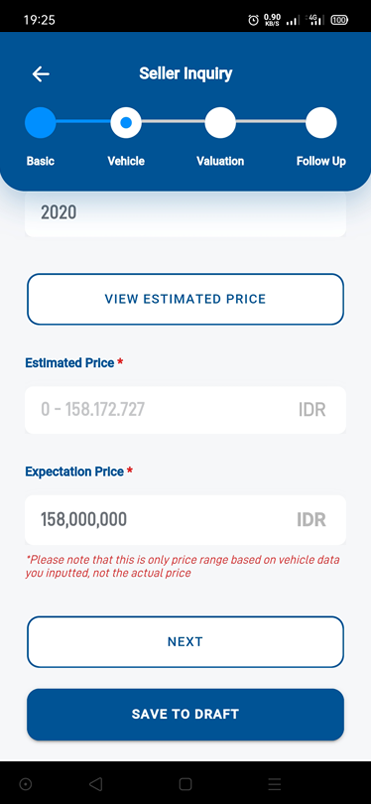 19:25
0.90
KB/S
4G
100
Seller Inquiry
Basic
Vehicle
Valuation
Follow Up
2020
VIEW ESTIMATED PRICE
Estimated Price *
0 - 158.172.727 IDR
Expectation Price *
158,000,000 IDR
*Please note that this is only price range based on vehicle data
you inputted, not the actual price
NEXT
SAVE TO DRAFT